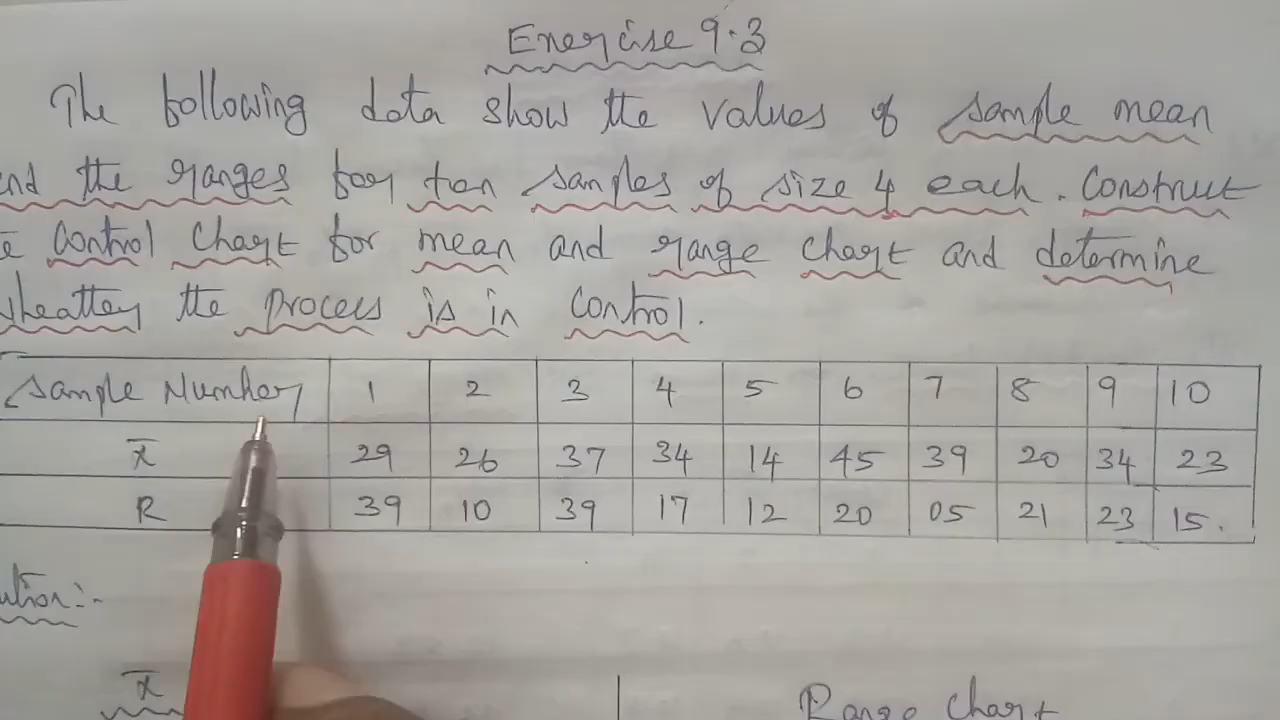 Exercise 9.3
The following data show the values of sample mean
and the ranges for ten samples of size 4 each. Construct
control chart for mean and range chart and determine
the process is in control.
Sample Number 1 2 3 4 5 6 7 8 9 10
x̄ 29 26 37 34 14 45 39 20 34 23
R 39 10 39 17 12 20 05 21 23 15.
x̄
Range chart